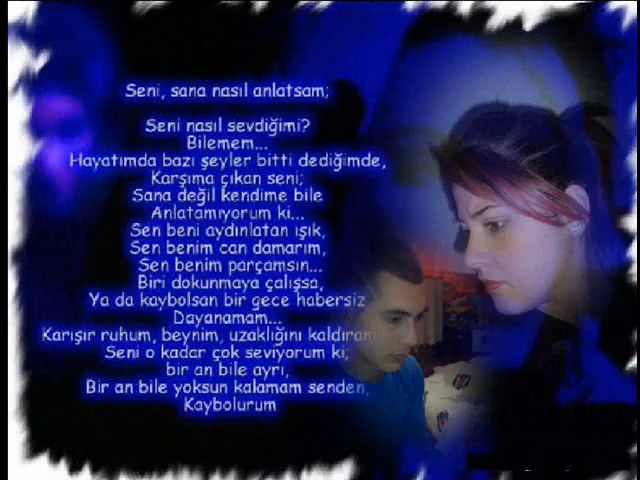 Seni, sana nasıl anlatsam;
Seni nasıl sevdiğimi?
Bilemem...
Hayatımda bazı şeyler bitti dediğimde,
Karşıma çıkan seni;
Sana değil kendime bile
Anlatamıyorum ki...
Sen beni aydınlatan ışık,
Sen benim can damarım,
Sen benim parçamsın...
Biri dokunmaya çalışsa,
Ya da kaybolsan bir gece habersiz
Dayanamam...
Karışır ruhum, beynim, uzaklığını kaldıram
Seni o kadar çok seviyorum ki;
bir an bile ayrı,
Bir an bile yoksun kalamam senden,
Kaybolurum